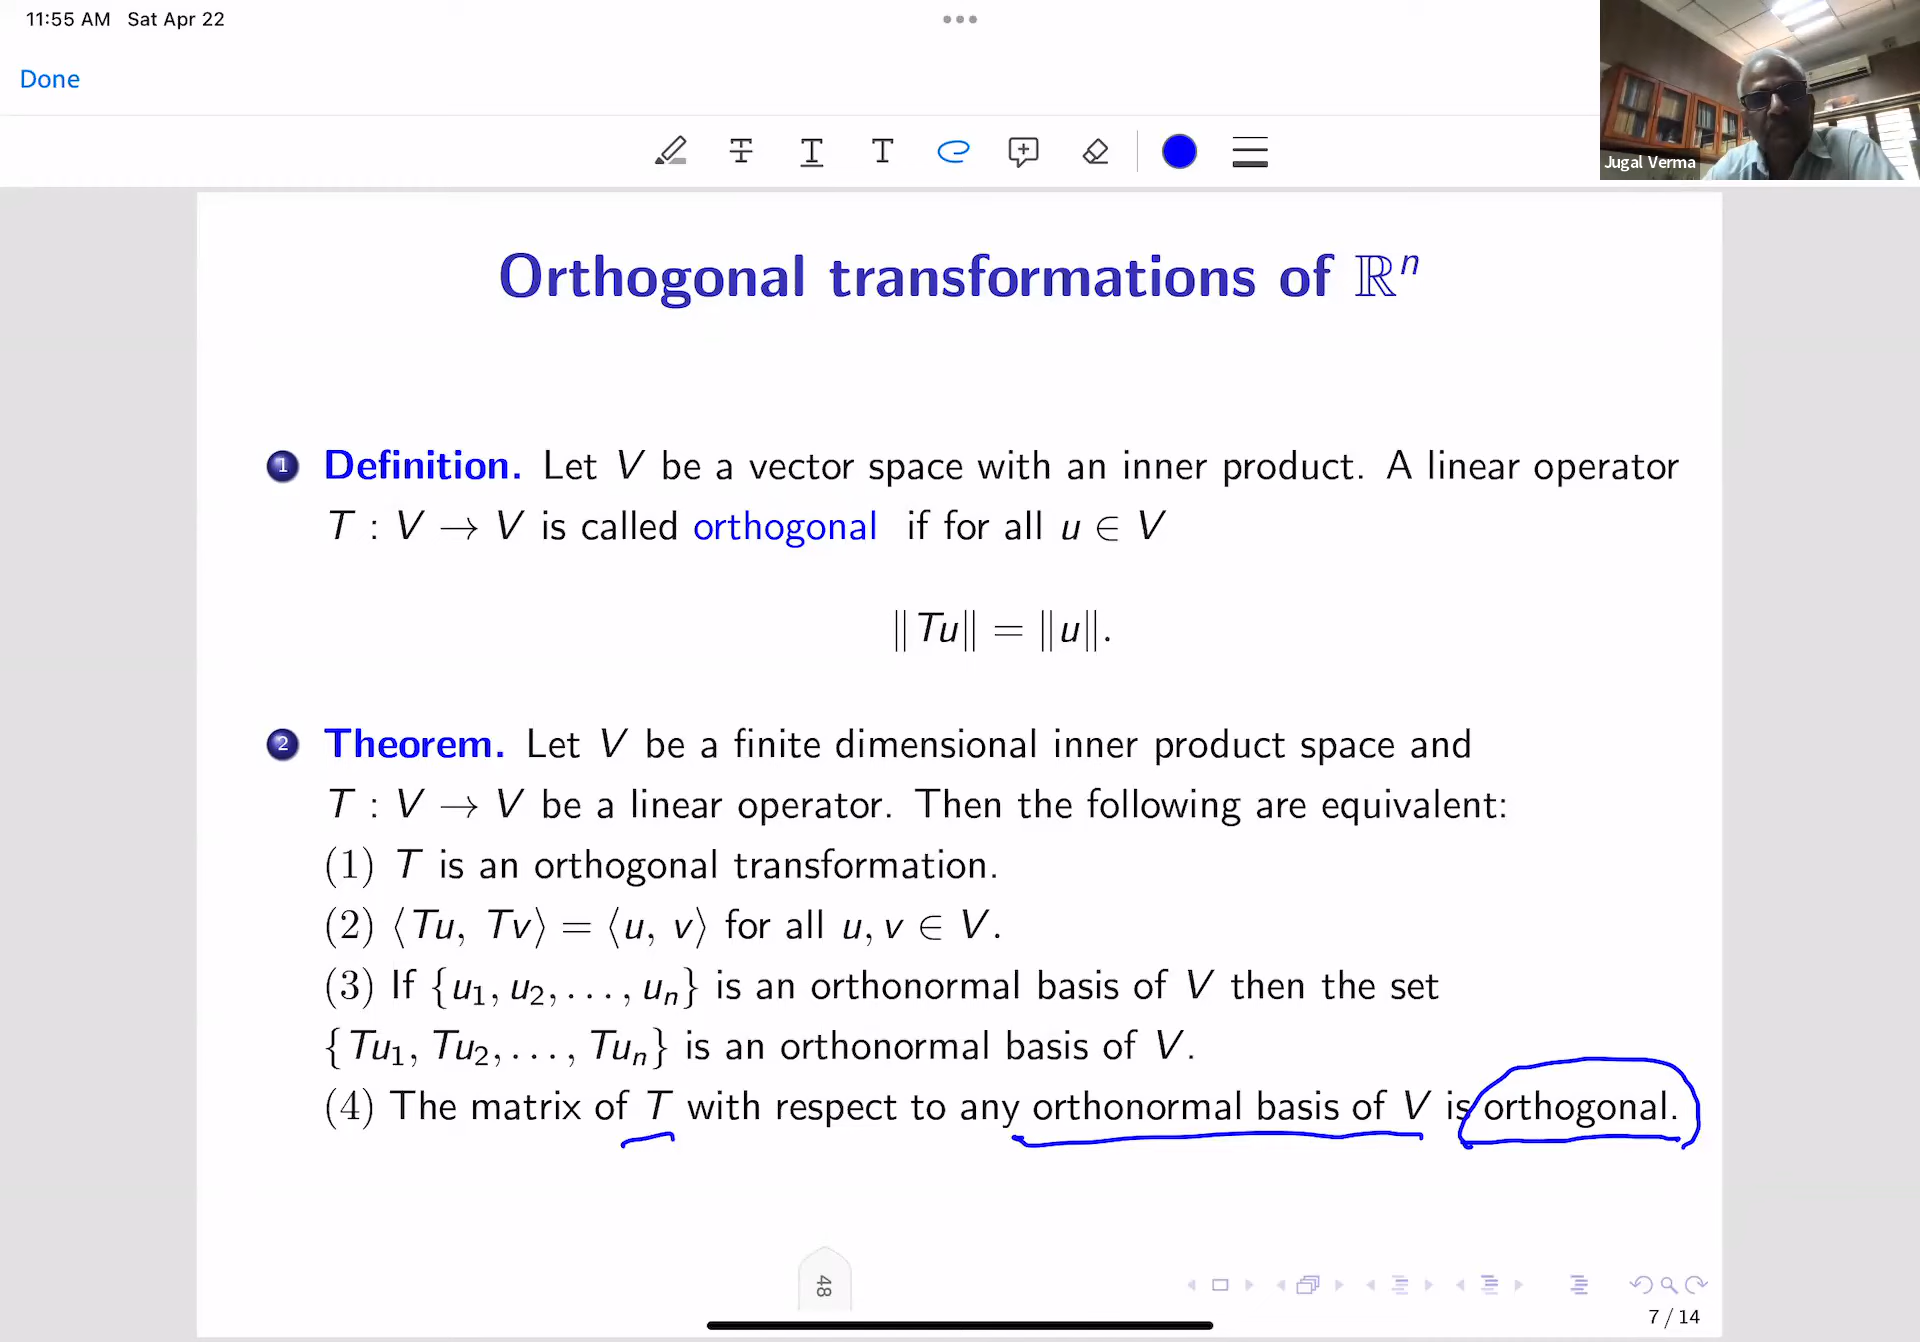 11:55 AM Sat Apr 22
Done
Jugal Verma
Orthogonal transformations of ℝⁿ
1 Definition. Let V be a vector space with an inner product. A linear operator
T : V → V is called orthogonal if for all u ∈ V
‖Tu‖ = ‖u‖.
2 Theorem. Let V be a finite dimensional inner product space and
T : V → V be a linear operator. Then the following are equivalent:
(1) T is an orthogonal transformation.
(2) ⟨Tu, Tv⟩ = ⟨u, v⟩ for all u, v ∈ V.
(3) If {u₁, u₂, . . . , uₙ} is an orthonormal basis of V then the set
{Tu₁, Tu₂, . . . , Tuₙ} is an orthonormal basis of V.
(4) The matrix of T with respect to any orthonormal basis of V is orthogonal.
48
7 / 14